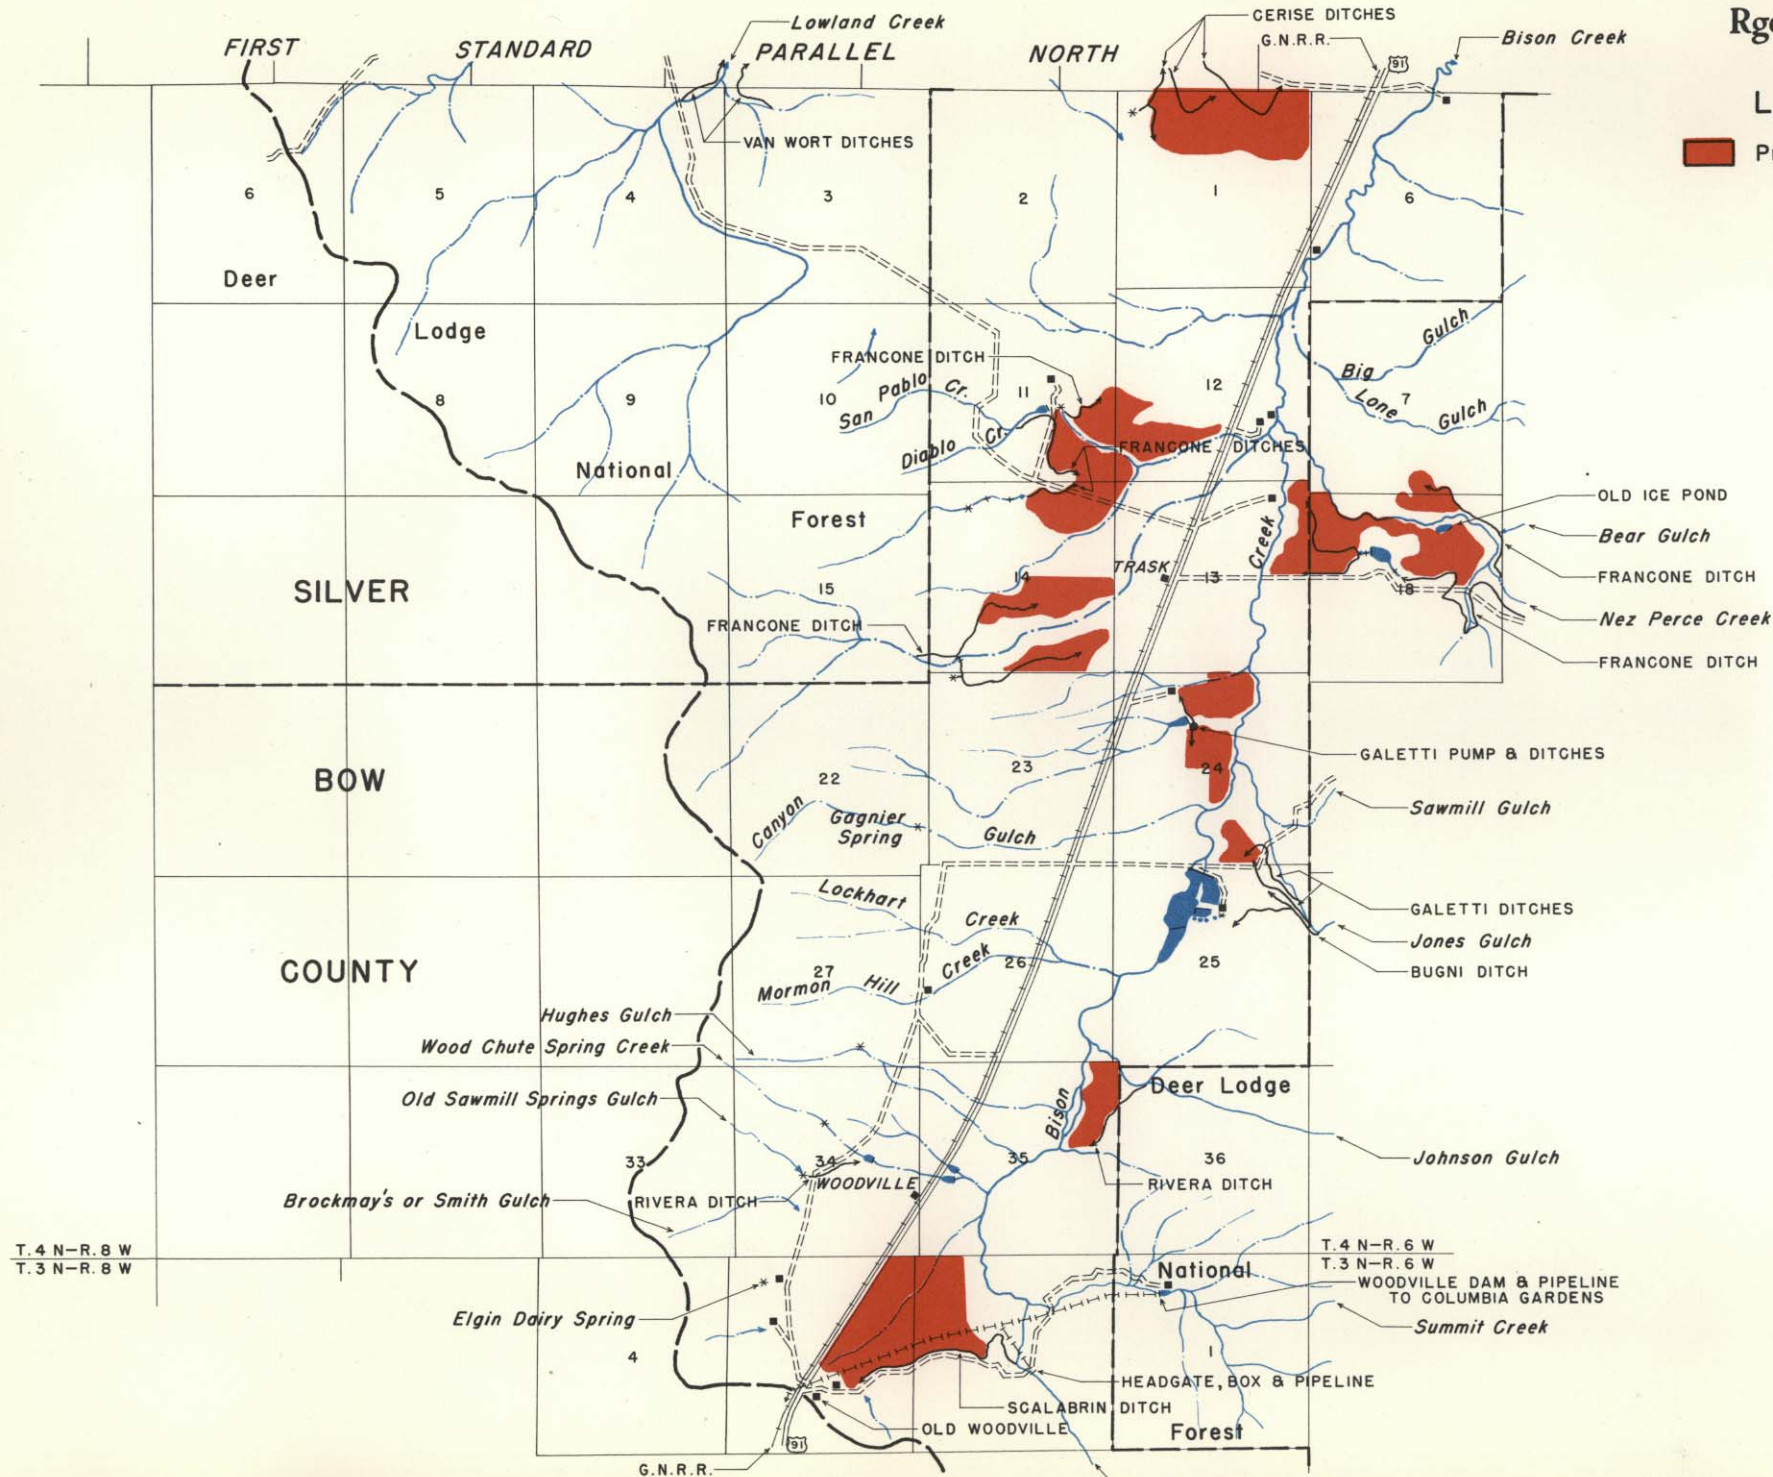 Lowland Creek
CERISE DITCHES
G.N.R.R.
Bison Creek
FIRST STANDARD PARALLEL NORTH
91
VAN WORT DITCHES
6
5
4
3
2
1
6
Deer
Lodge
Big
Gulch
FRANCONE DITCH
San Pablo Cr.
8
9
10
11
12
7
Lone Gulch
Diablo Cr.
FRANCONE DITCHES
National
Forest
OLD ICE POND
Creek
Bear Gulch
TRASK
FRANCONE DITCH
SILVER
15
14
13
18
FRANCONE DITCH
Nez Perce Creek
FRANCONE DITCH
GALETTI PUMP & DITCHES
BOW
22
23
24
Canyon
Gagnier
Spring
Gulch
Sawmill Gulch
Lockhart
Creek
GALETTI DITCHES
Jones Gulch
COUNTY
27
26
25
BUGNI DITCH
Mormon Hill Creek
Hughes Gulch
Wood Chute Spring Creek
Deer Lodge
Old Sawmill Springs Gulch
Bison
33
34
35
36
Johnson Gulch
WOODVILLE
RIVERA DITCH
Brockmay's or Smith Gulch
RIVERA DITCH
T. 4 N–R. 8 W
T. 3 N–R. 8 W
T. 4 N–R. 6 W
T. 3 N–R. 6 W
National
WOODVILLE DAM & PIPELINE
TO COLUMBIA GARDENS
Elgin Dairy Spring
Summit Creek
4
1
HEADGATE, BOX & PIPELINE
SCALABRIN DITCH
OLD WOODVILLE
Forest
91
G.N.R.R.